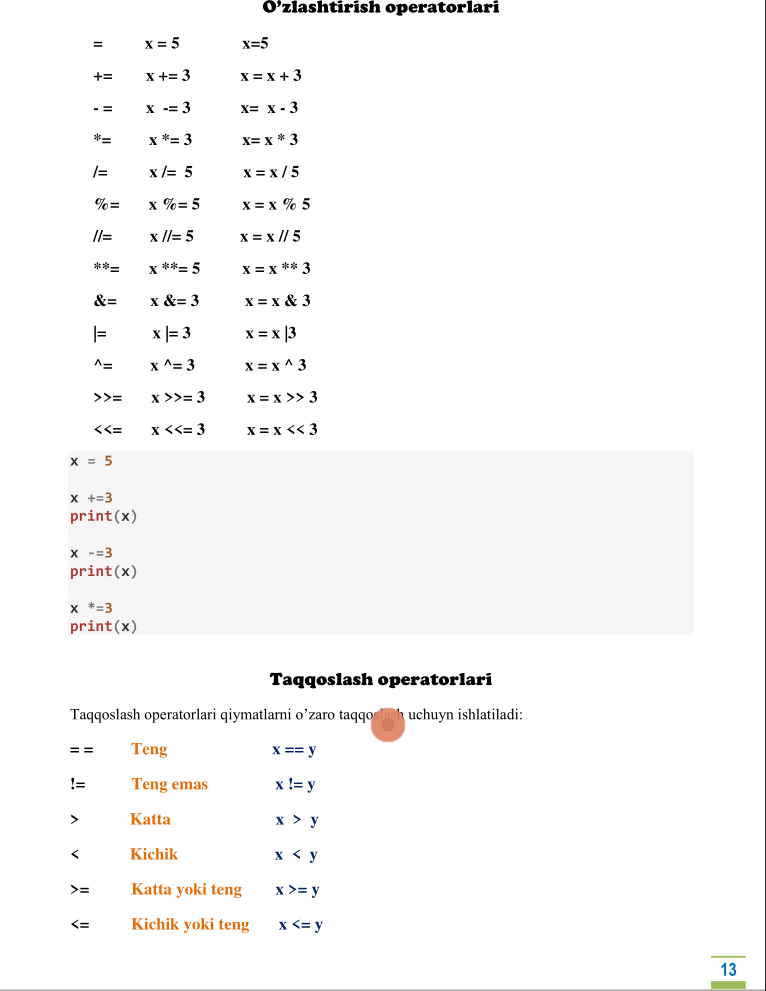 O’zlashtirish operatorlari
= x = 5 x=5
+= x += 3 x = x + 3
- = x -= 3 x= x - 3
*= x *= 3 x= x * 3
/= x /= 5 x = x / 5
%= x %= 5 x = x % 5
//= x //= 5 x = x // 5
**= x **= 5 x = x ** 3
&= x &= 3 x = x & 3
|= x |= 3 x = x |3
^= x ^= 3 x = x ^ 3
>>= x >>= 3 x = x >> 3
<<= x <<= 3 x = x << 3
x = 5
x +=3
print(x)
x -=3
print(x)
x *=3
print(x)
Taqqoslash operatorlari
Taqqoslash operatorlari qiymatlarni o’zaro taqqoslash uchuyn ishlatiladi:
= = Teng x == y
!= Teng emas x != y
> Katta x > y
< Kichik x < y
>= Katta yoki teng x >= y
<= Kichik yoki teng x <= y
13